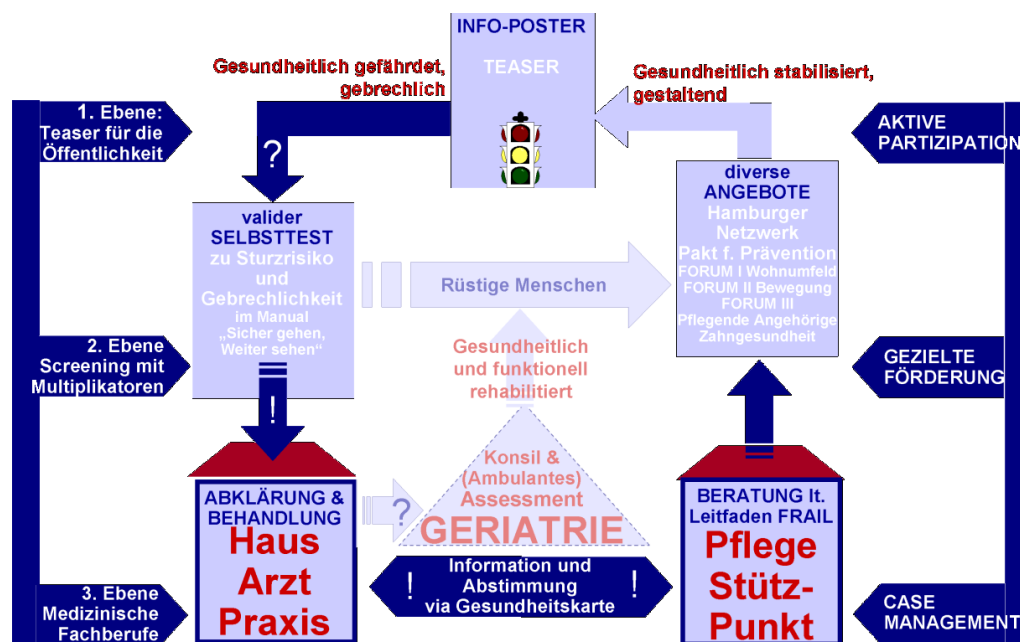 INFO-POSTER
TEASER
Gesundheitlich gefährdet,
gebrechlich
Gesundheitlich stabilisiert,
gestaltend
1. Ebene:
Teaser für die
Öffentlichkeit
?
AKTIVE
PARTIZIPATION
valider
SELBSTTEST
zu Sturzrisiko
und
Gebrechlichkeit
im Manual
„Sicher gehen,
Weiter sehen“
Rüstige Menschen
diverse
ANGEBOTE
Hamburger
Netzwerk
Pakt f. Prävention
FORUM I Wohnumfeld
FORUM II Bewegung
FORUM III
Pflegende Angehörige
Zahngesundheit
2. Ebene
Screening mit
Multiplikatoren
Gesundheitlich
und funktionell
rehabilitiert
GEZIELTE
FÖRDERUNG
!
ABKLÄRUNG &
BEHANDLUNG
Haus
Arzt
Praxis
?
Konsil &
(Ambulantes)
Assessment
GERIATRIE
BERATUNG lt.
Leitfaden FRAIL
Pflege
Stütz-
Punkt
! Information und !
Abstimmung
via Gesundheitskarte
3. Ebene
Medizinische
Fachberufe
CASE
MANAGEMENT